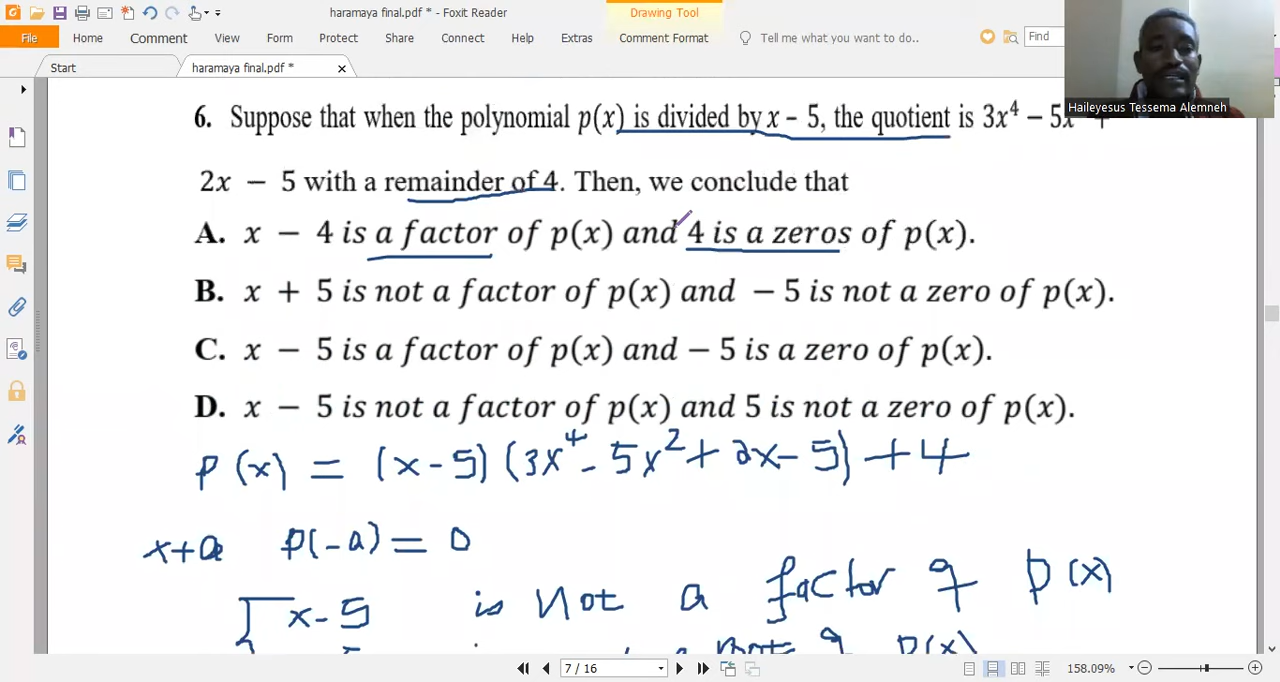 haramaya final.pdf * - Foxit Reader
Drawing Tool
File Home Comment View Form Protect Share Connect Help Extras Comment Format Tell me what you want to do.. Find
Start haramaya final.pdf *
Haileyesus Tessema Alemneh
6. Suppose that when the polynomial p(x) is divided by x - 5, the quotient is 3x⁴ − 5x
2x − 5 with a remainder of 4. Then, we conclude that
A. x − 4 is a factor of p(x) and 4 is a zeros of p(x).
B. x + 5 is not a factor of p(x) and − 5 is not a zero of p(x).
C. x − 5 is a factor of p(x) and − 5 is a zero of p(x).
D. x − 5 is not a factor of p(x) and 5 is not a zero of p(x).
P(x) = (x-5)(3x⁴-5x²+2x-5)+4
x+a P(-a) = 0
x-5 is Not a factor of P(x)
P(x)
7 / 16
158.09%